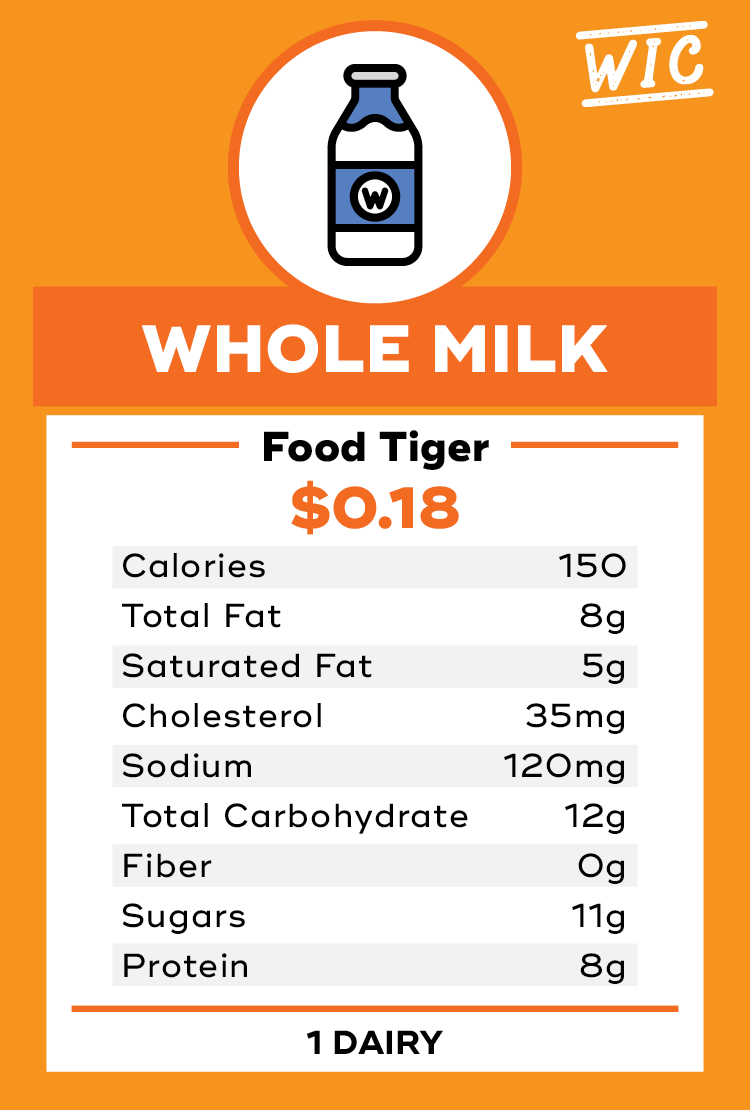 WIC
W
WHOLE MILK
Food Tiger
$0.18
Calories 150
Total Fat 8g
Saturated Fat 5g
Cholesterol 35mg
Sodium 120mg
Total Carbohydrate 12g
Fiber 0g
Sugars 11g
Protein 8g
1 DAIRY